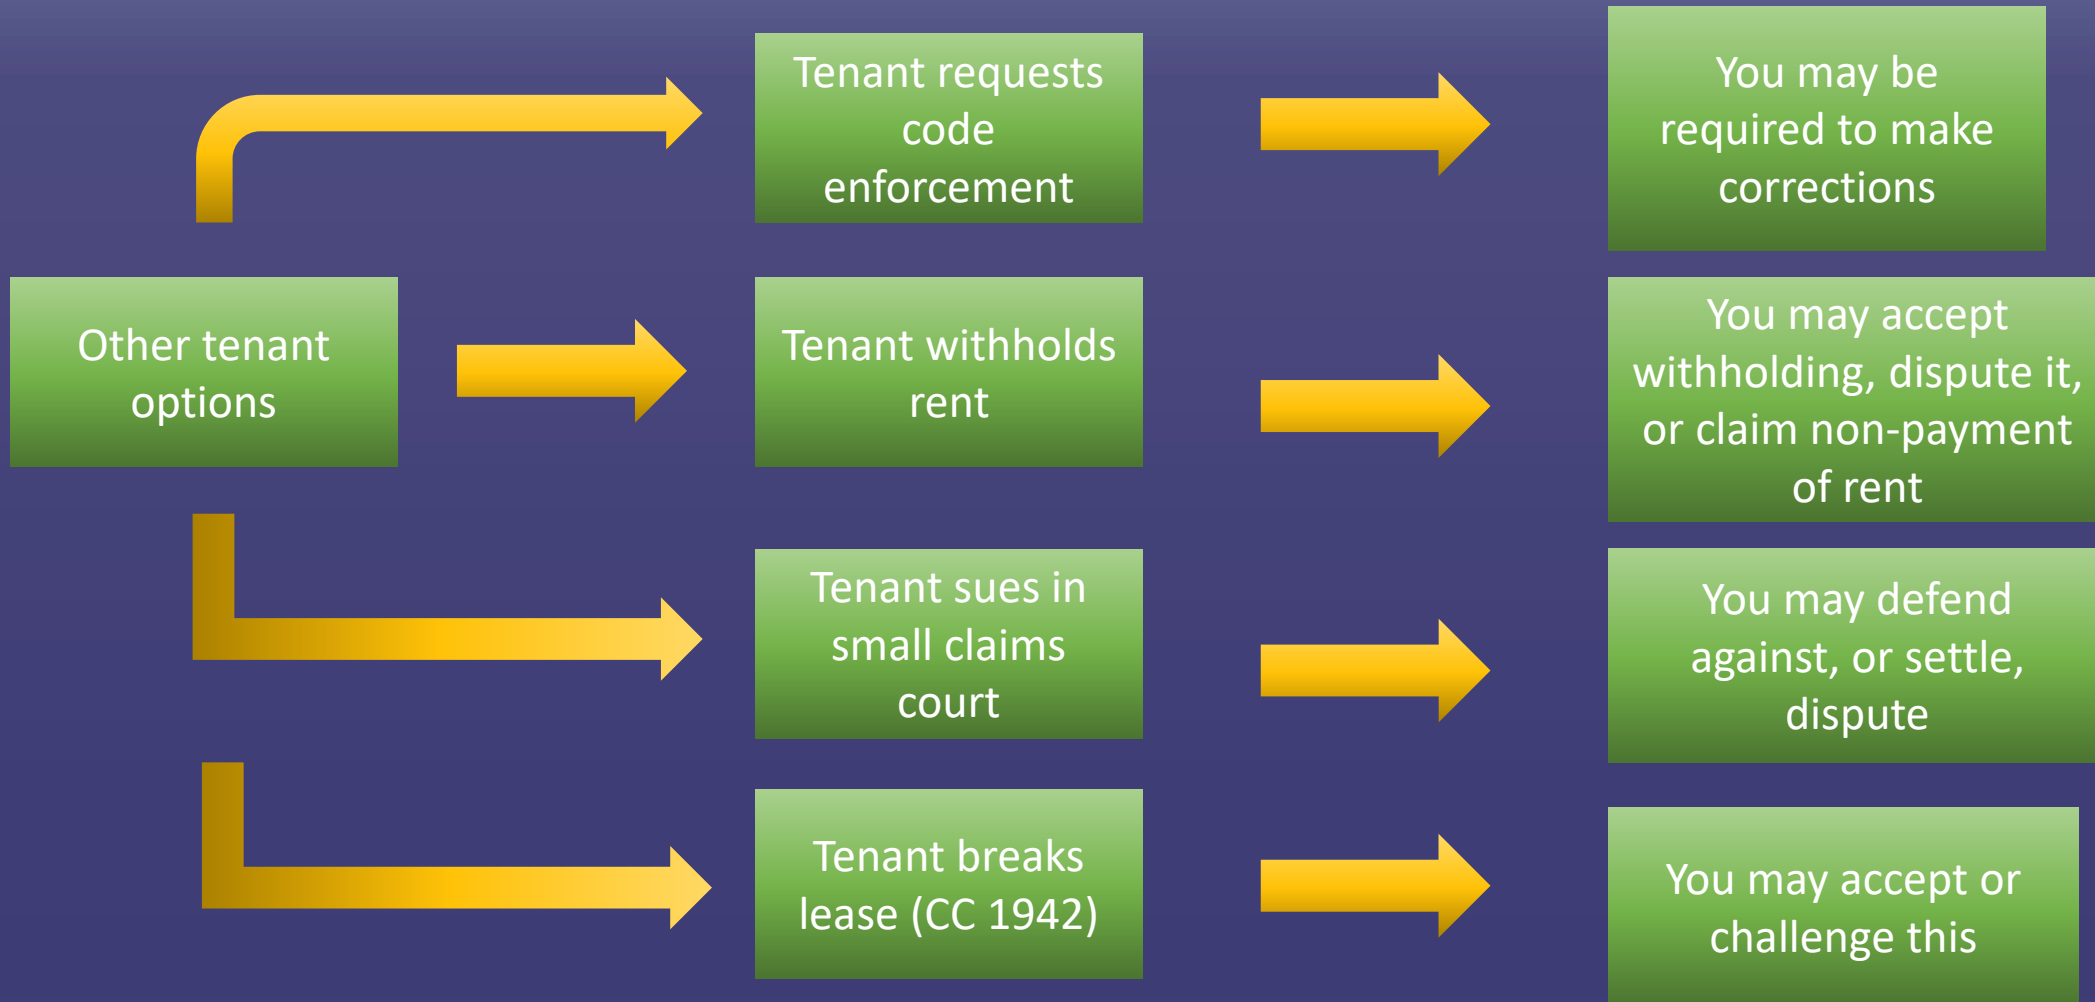 Tenant requests
code
enforcement
You may be
required to make
corrections
Other tenant
options
Tenant withholds
rent
You may accept
withholding, dispute it,
or claim non-payment
of rent
Tenant sues in
small claims
court
You may defend
against, or settle,
dispute
Tenant breaks
lease (CC 1942)
You may accept or
challenge this